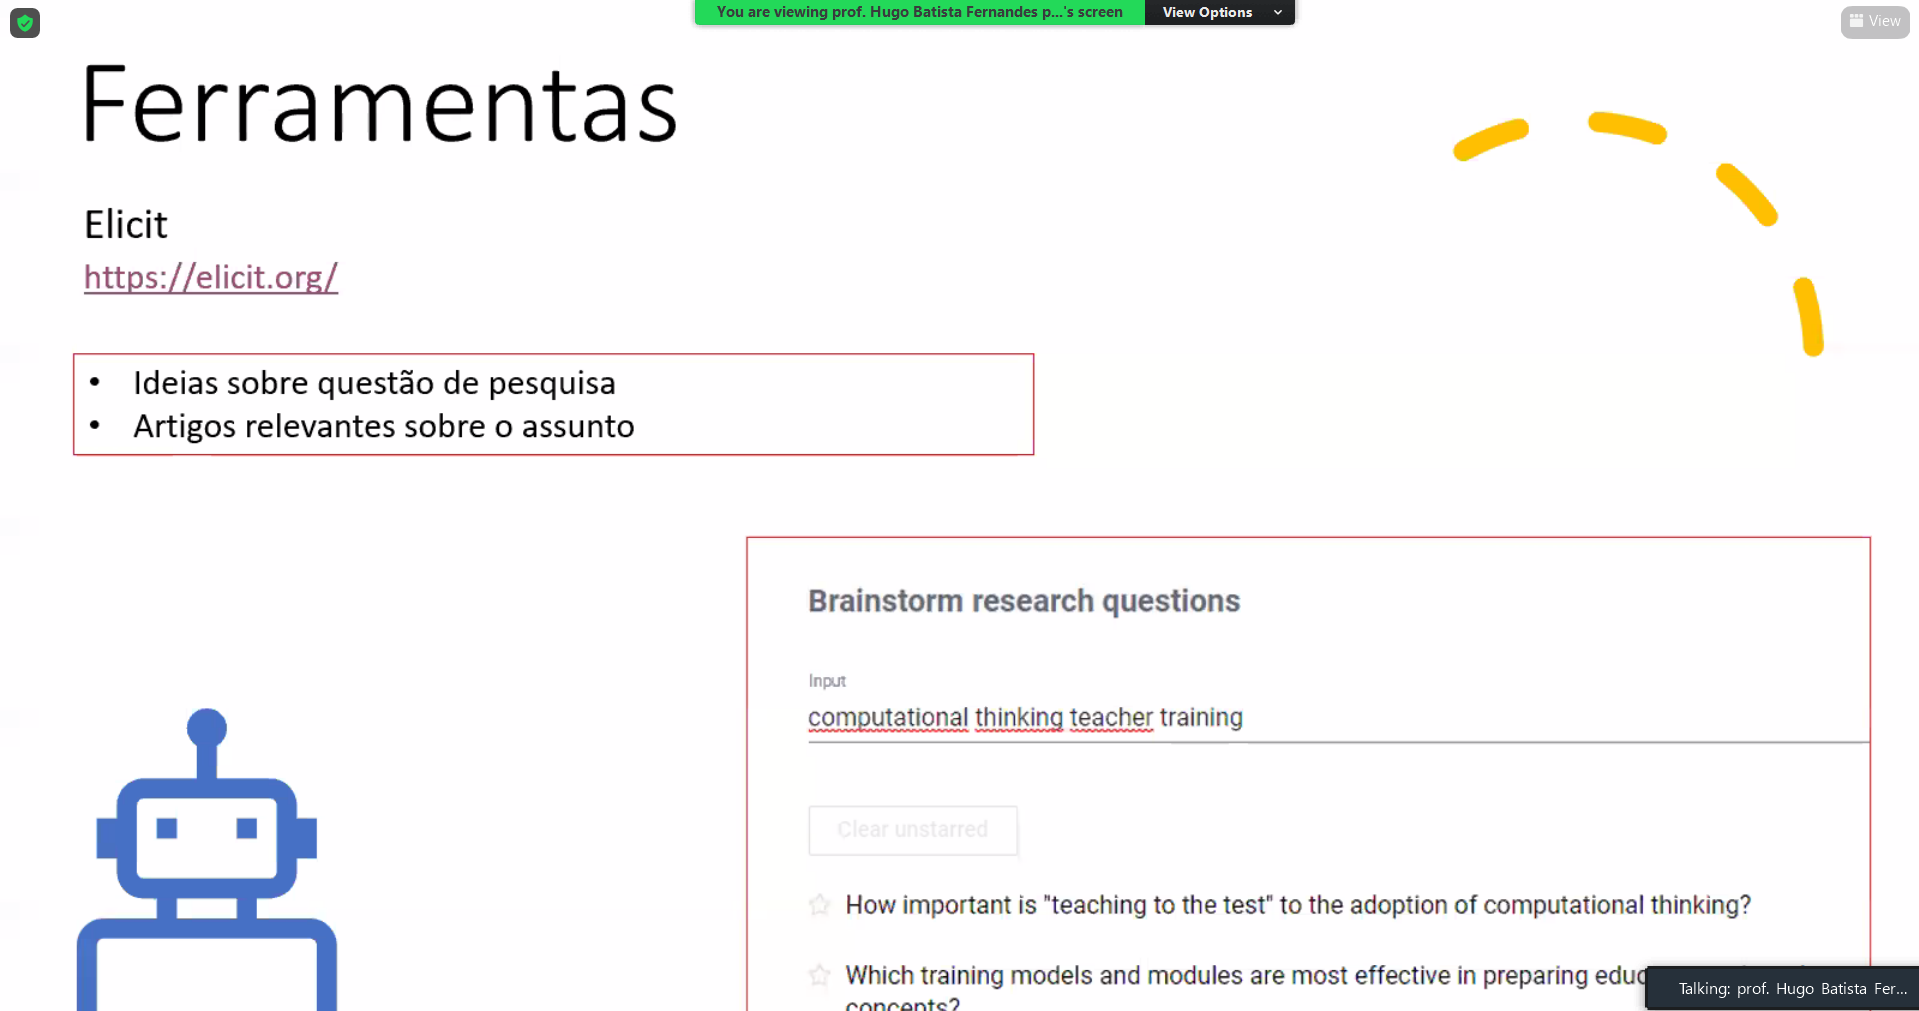 You are viewing prof. Hugo Batista Fernandes p...'s screen
View Options
View
Ferramentas
Elicit
https://elicit.org/
• Ideias sobre questão de pesquisa
• Artigos relevantes sobre o assunto
Brainstorm research questions
Input
computational thinking teacher training
Clear unstarred
How important is "teaching to the test" to the adoption of computational thinking?
Which training models and modules are most effective in preparing
concepts?
Talking: prof. Hugo Batista Fer...